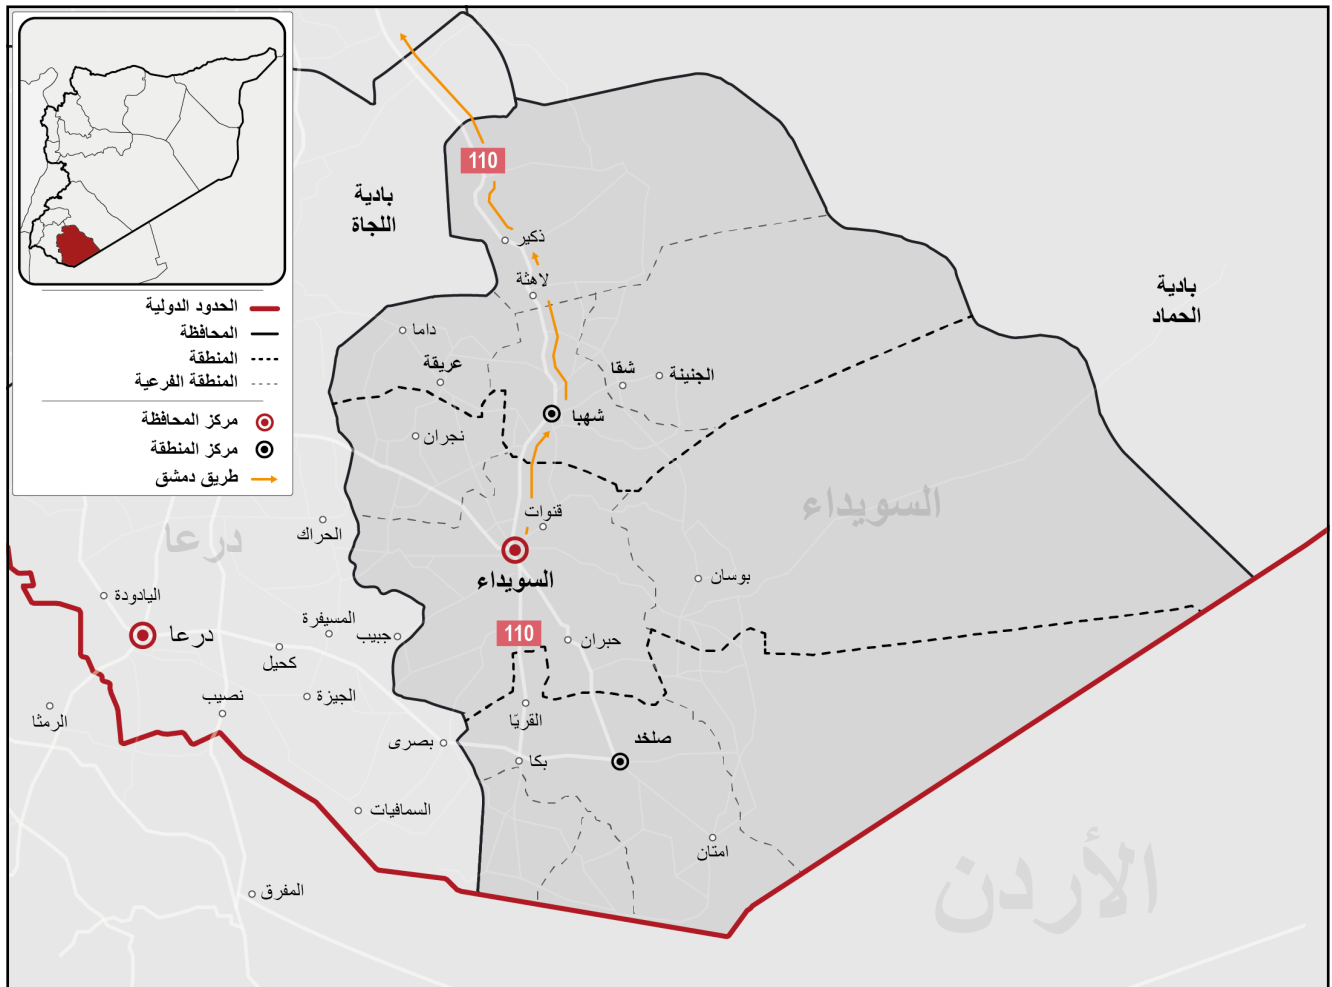 الحدود الدولية
المحافظة
المنطقة
المنطقة الفرعية
مركز المحافظة
مركز المنطقة
طريق دمشق
110
بادية
اللجاة
ذكير
لاهثة
بادية
الحماد
داما
عريقة
شقا
الجنينة
شهبا
نجران
السويداء
قنوات
الحراك
درعا
السويداء
بوسان
اليادودة
المسيفرة
جبيب
درعا
110
حبران
كحيل
الجيزة
نصيب
الرمثا
القريّا
صلخد
بصرى
بكا
السمافيات
امتان
الأردن
المفرق